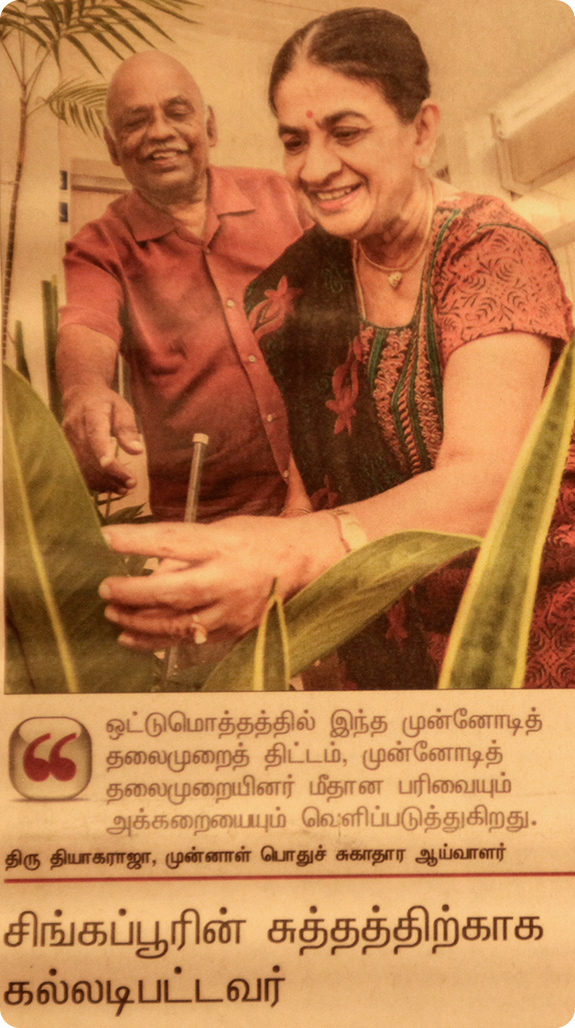 ஒட்டுமொத்தத்தில் இந்த முன்னோடித்
தலைமுறைத் திட்டம், முன்னோடித்
தலைமுறையினர் மீதான பரிவையும்
அக்கறையையும் வெளிப்படுத்துகிறது.
திரு தியாகராஜா, முன்னாள் பொதுச் சுகாதார ஆய்வாளர்
சிங்கப்பூரின் சுத்தத்திற்காக
கல்லடிபட்டவர்